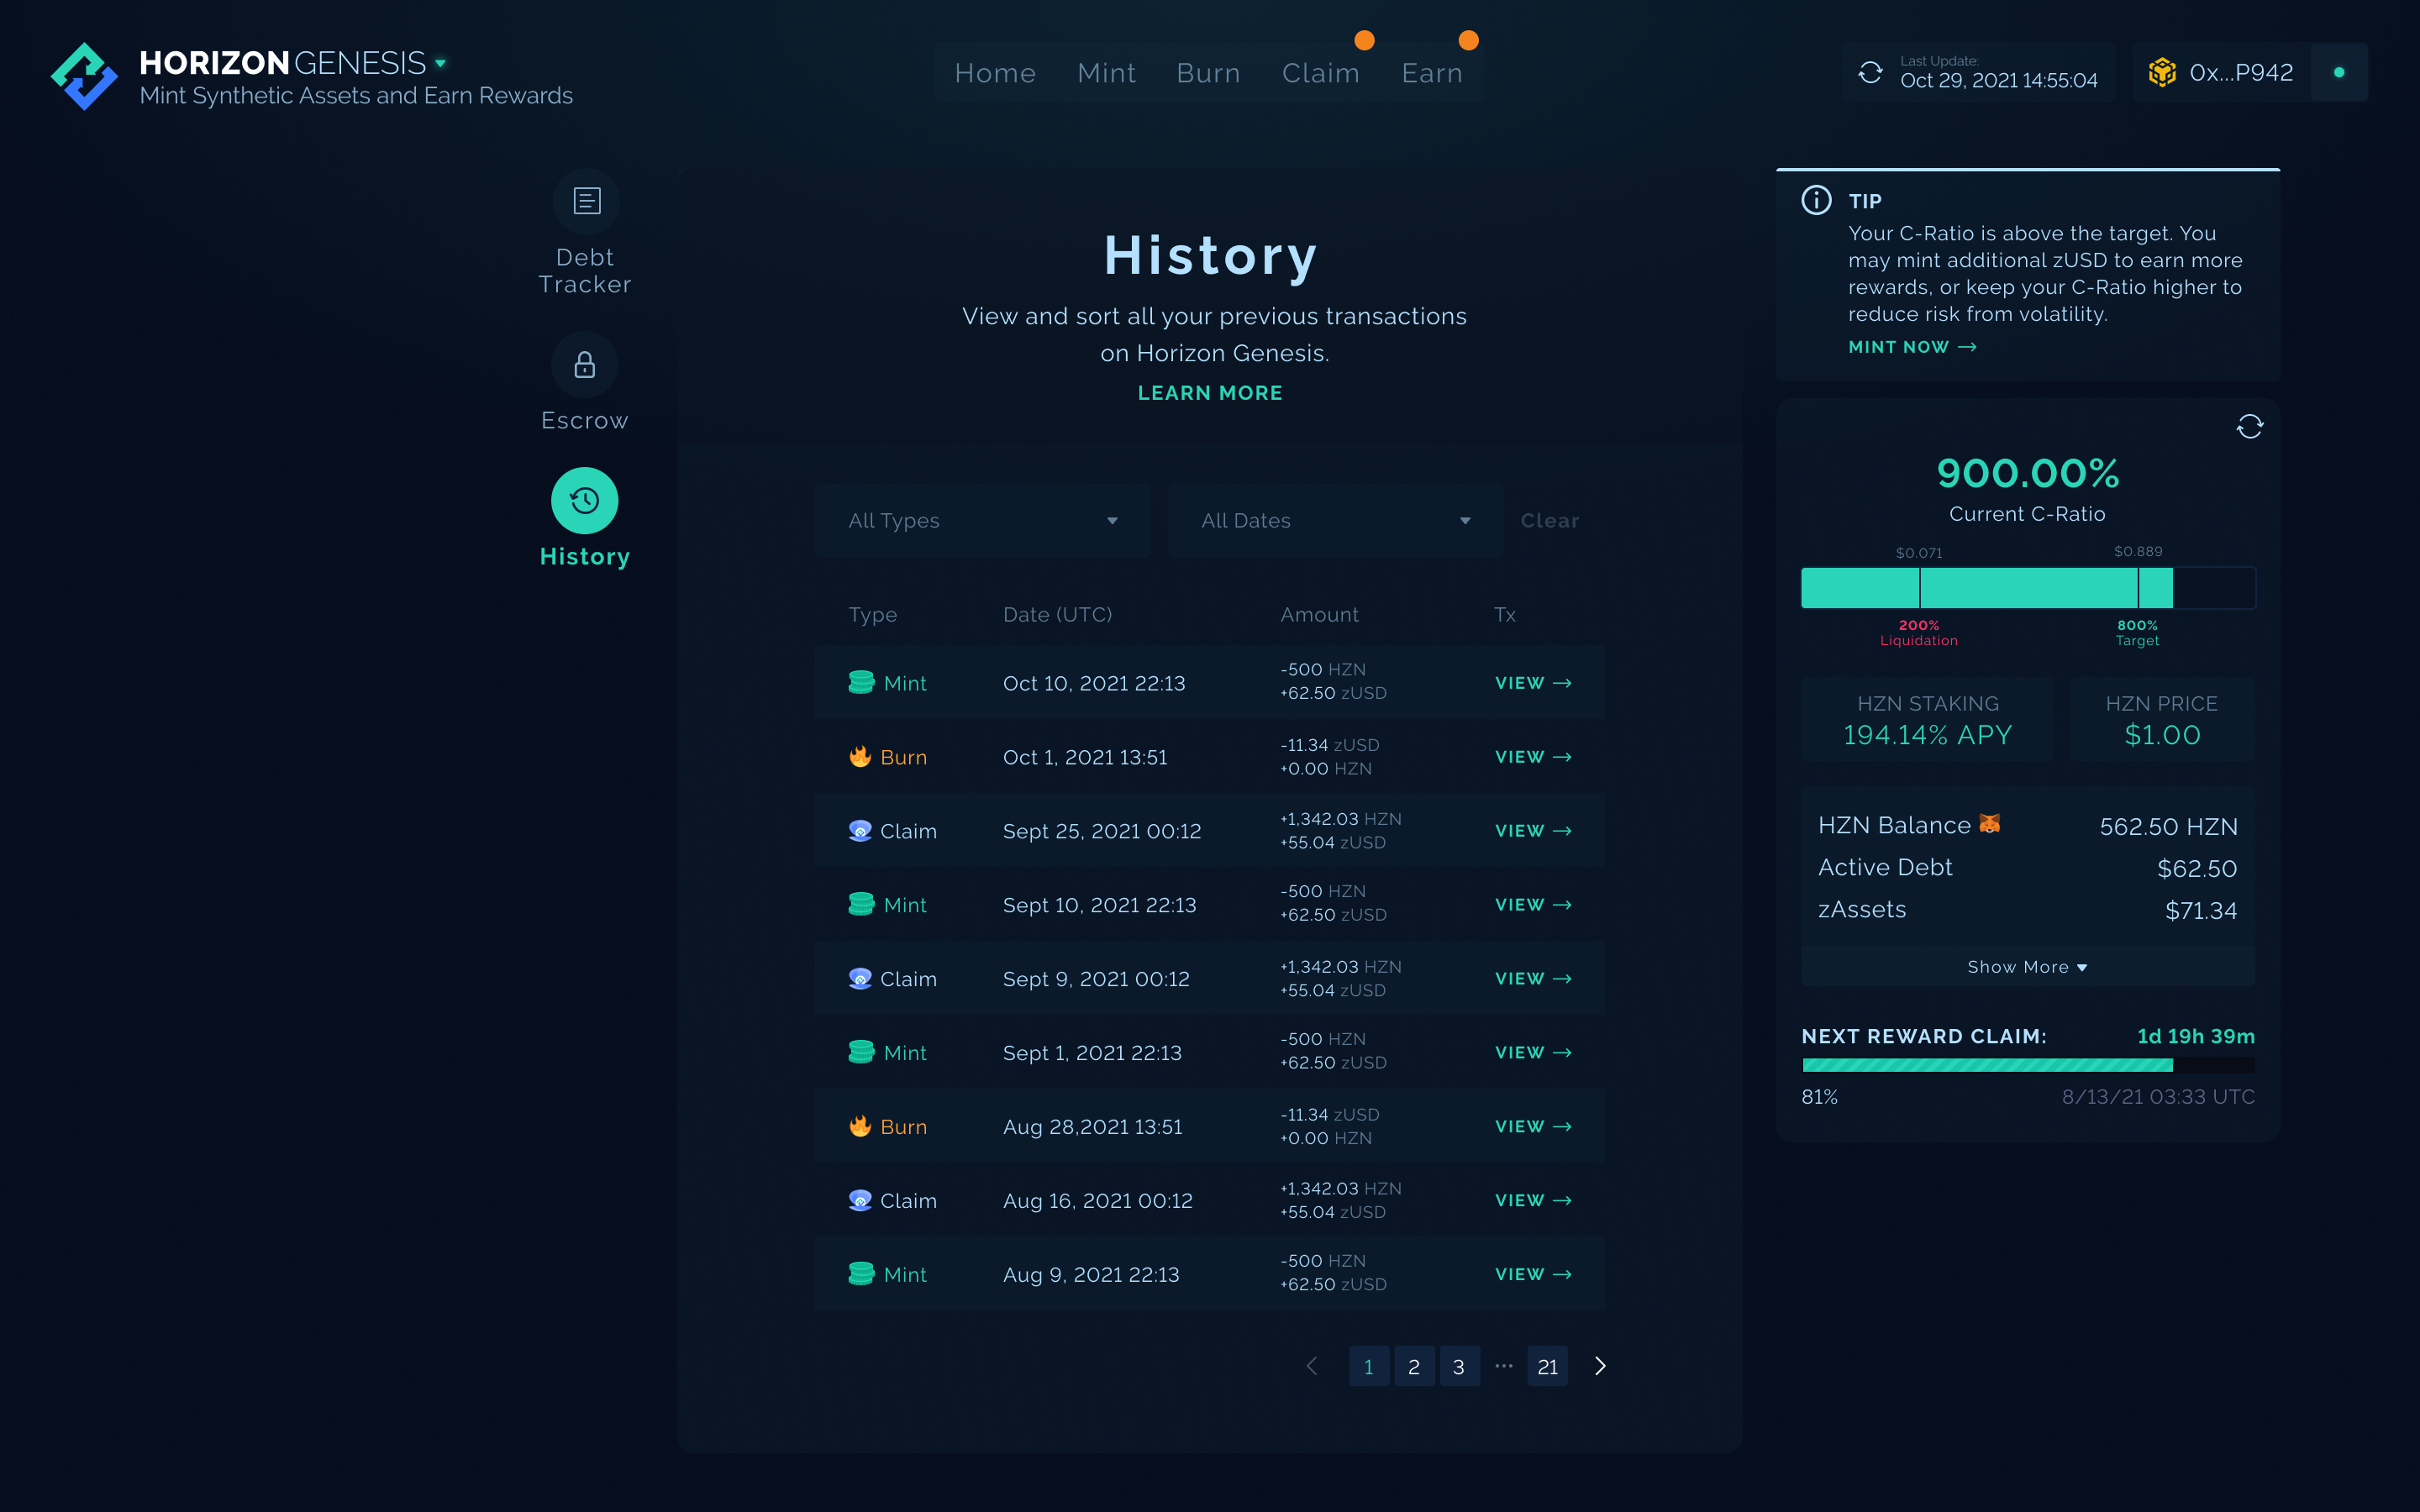 HORIZON GENESIS
Mint Synthetic Assets and Earn Rewards
Home Mint Burn Claim Earn
Last Update:
Oct 29, 2021 14:55:04
0x...P942
Debt
Tracker
Escrow
History
History
View and sort all your previous transactions
on Horizon Genesis.
LEARN MORE
All Types All Dates Clear
Type Date (UTC) Amount Tx
Mint Oct 10, 2021 22:13 -500 HZN
+62.50 zUSD VIEW →
Burn Oct 1, 2021 13:51 -11.34 zUSD
+0.00 HZN VIEW →
Claim Sept 25, 2021 00:12 +1,342.03 HZN
+55.04 zUSD VIEW →
Mint Sept 10, 2021 22:13 -500 HZN
+62.50 zUSD VIEW →
Claim Sept 9, 2021 00:12 +1,342.03 HZN
+55.04 zUSD VIEW →
Mint Sept 1, 2021 22:13 -500 HZN
+62.50 zUSD VIEW →
Burn Aug 28,2021 13:51 -11.34 zUSD
+0.00 HZN VIEW →
Claim Aug 16, 2021 00:12 +1,342.03 HZN
+55.04 zUSD VIEW →
Mint Aug 9, 2021 22:13 -500 HZN
+62.50 zUSD VIEW →
1 2 3 ... 21
TIP
Your C-Ratio is above the target. You
may mint additional zUSD to earn more
rewards, or keep your C-Ratio higher to
reduce risk from volatility.
MINT NOW →
900.00%
Current C-Ratio
$0.071 $0.889
200% 800%
Liquidation Target
HZN STAKING HZN PRICE
194.14% APY $1.00
HZN Balance 562.50 HZN
Active Debt $62.50
zAssets $71.34
Show More
NEXT REWARD CLAIM: 1d 19h 39m
81% 8/13/21 03:33 UTC